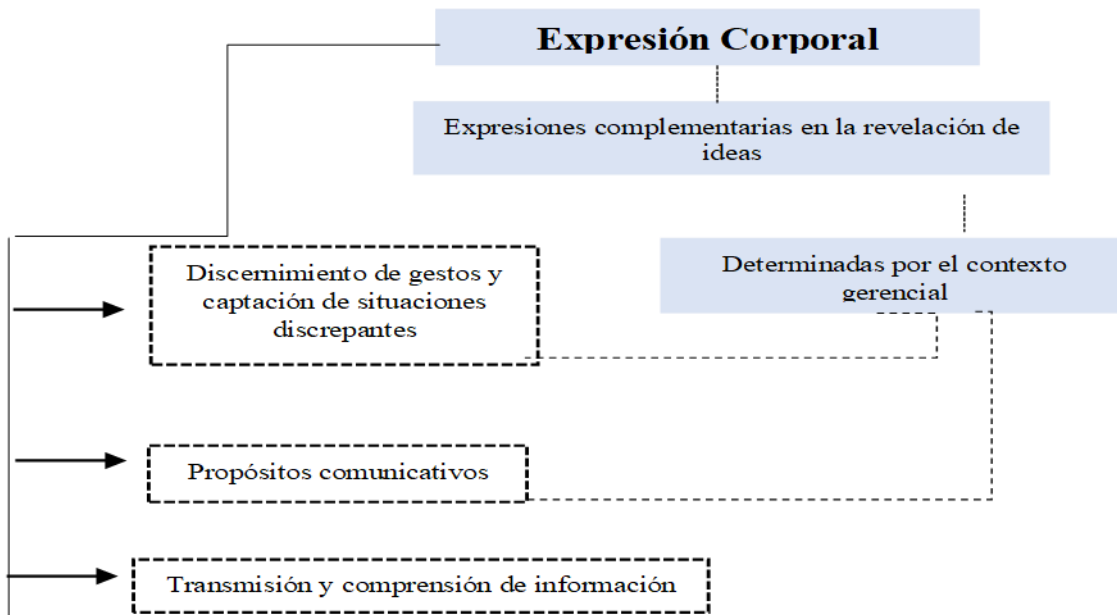 Expresión Corporal
Expresiones complementarias en la revelación de
ideas
Determinadas por el contexto
gerencial
Discernimiento de gestos y
captación de situaciones
discrepantes
Propósitos comunicativos
Transmisión y comprensión de información